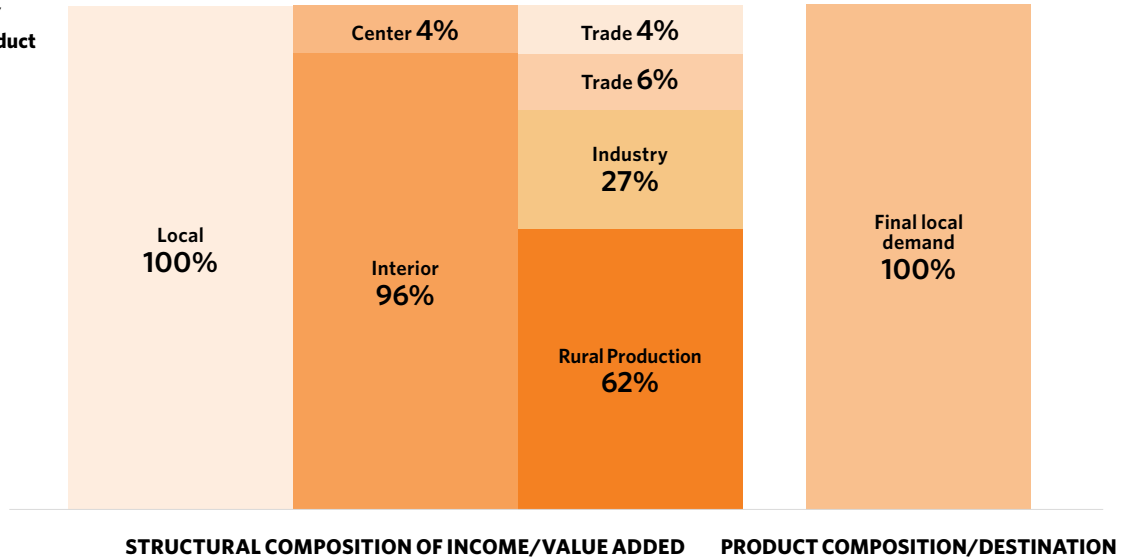 Center 4%
Trade 4%
Trade 6%
Industry
27%
Local
100%
Interior
96%
Final local
demand
100%
Rural Production
62%
STRUCTURAL COMPOSITION OF INCOME/VALUE ADDED
PRODUCT COMPOSITION/DESTINATION